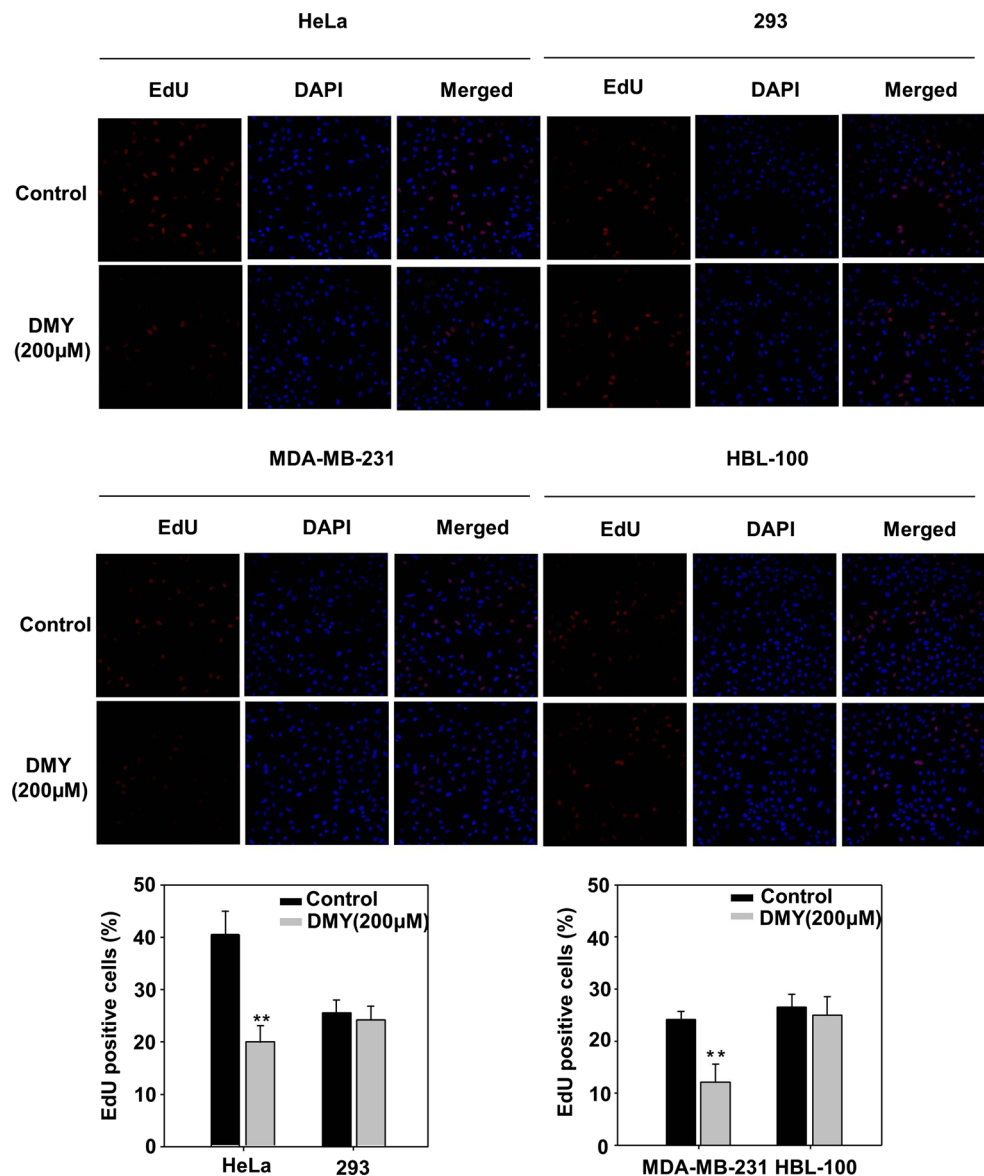 HeLa 293
EdU DAPI Merged EdU DAPI Merged
Control
DMY
(200µM)
MDA-MB-231 HBL-100
EdU DAPI Merged EdU DAPI Merged
Control
DMY
(200µM)
EdU positive cells (%)
50
40
30
20
10
0
Control
DMY(200µM)
**
HeLa 293
EdU positive cells (%)
50
40
30
20
10
0
Control
DMY(200µM)
**
MDA-MB-231 HBL-100